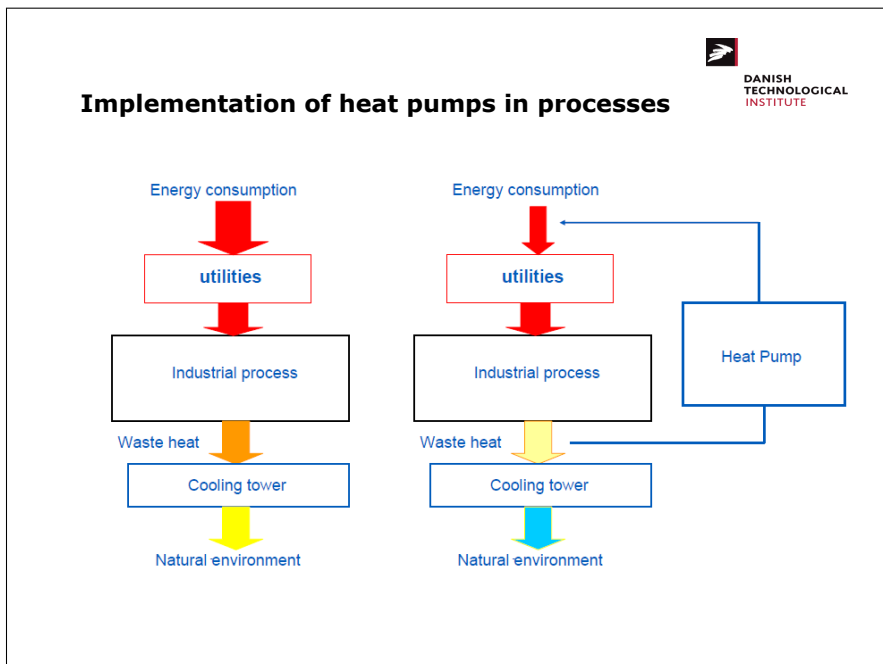 DANISH
TECHNOLOGICAL
INSTITUTE
Implementation of heat pumps in processes
Energy consumption
utilities
Industrial process
Waste heat
Cooling tower
Natural environment
Energy consumption
utilities
Industrial process
Waste heat
Cooling tower
Natural environment
Heat Pump